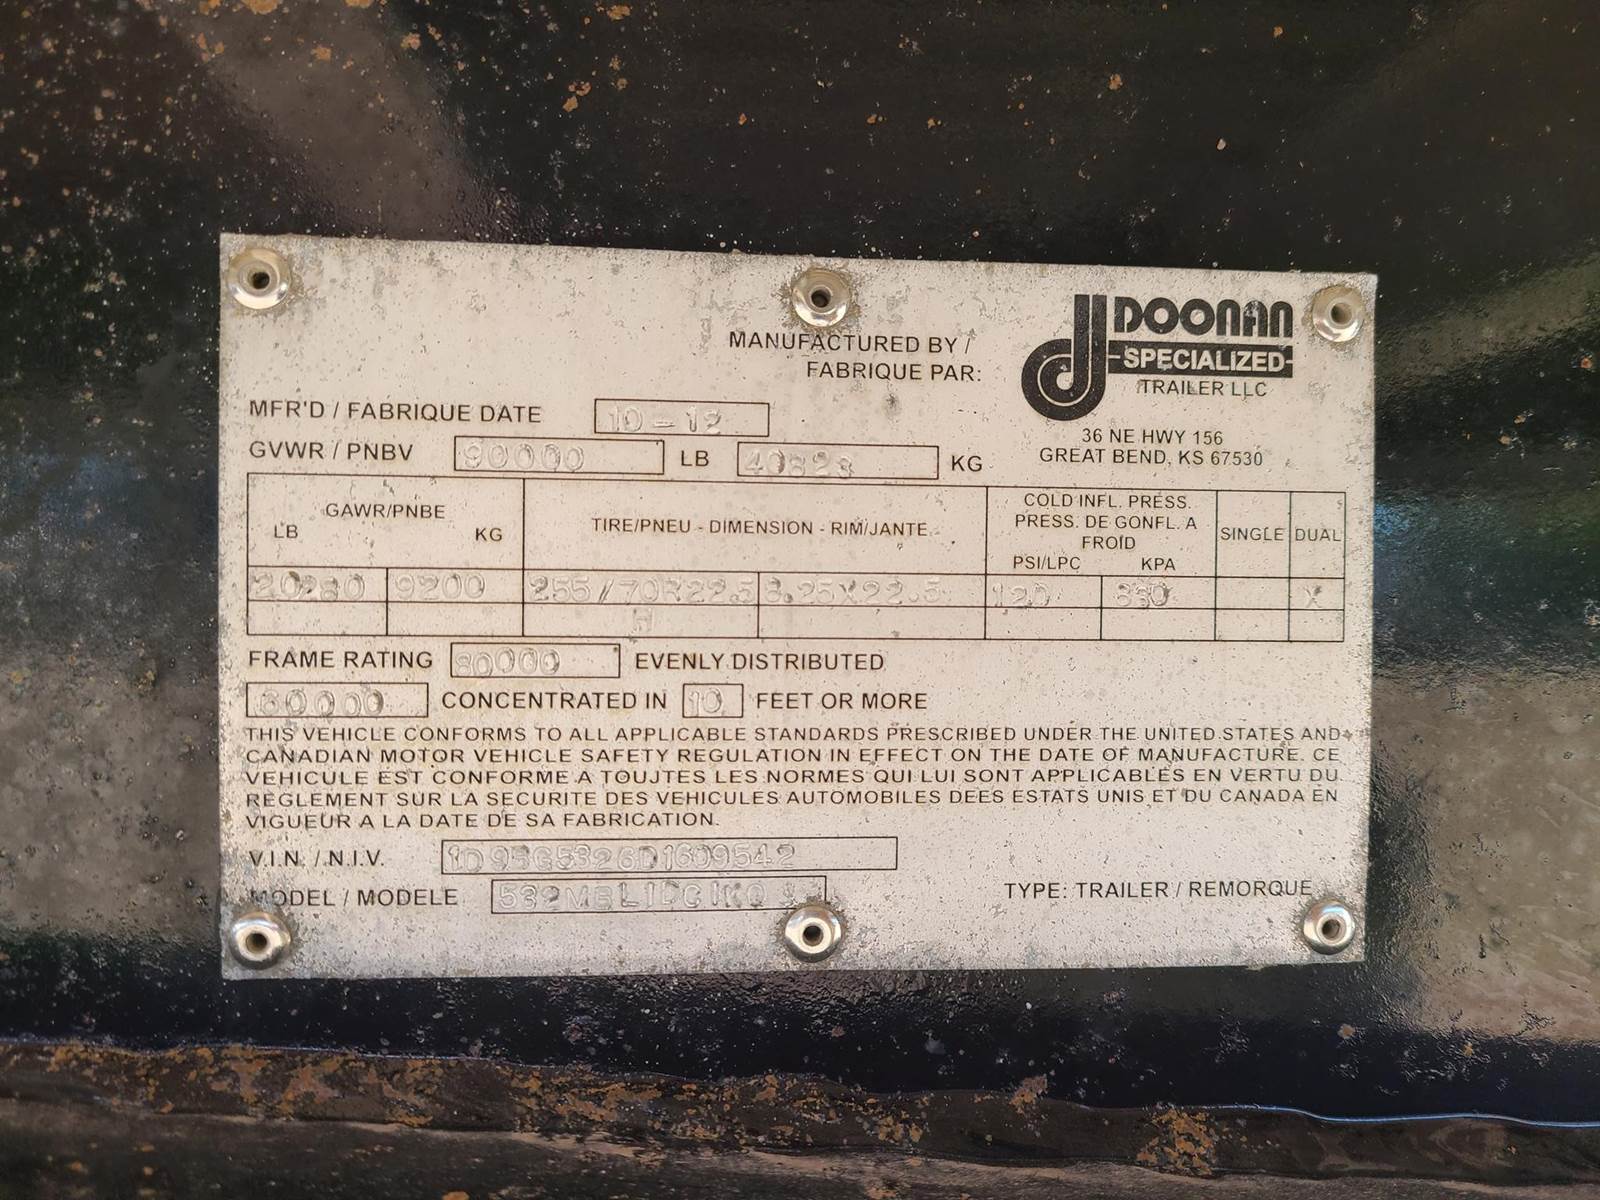 DOONAN
MANUFACTURED BY / SPECIALIZED
FABRIQUE PAR: TRAILER LLC
MFR'D / FABRIQUE DATE 10-12
36 NE HWY 156
GVWR / PNBV 90000 LB 40823 KG
GREAT BEND, KS 67530
GAWR/PNBE
LB KG
TIRE/PNEU - DIMENSION - RIM/JANTE
COLD INFL. PRESS.
PRESS. DE GONFL. A
FROID
PSI/LPC KPA
SINGLE DUAL
20280 9200 255/70R22.5 8.25X22.5 120 830 X
H
FRAME RATING 80000 EVENLY DISTRIBUTED
CONCENTRATED IN 10 FEET OR MORE
THIS VEHICLE CONFORMS TO ALL APPLICABLE STANDARDS PRESCRIBED UNDER THE UNITED STATES AND
CANADIAN MOTOR VEHICLE SAFETY REGULATION IN EFFECT ON THE DATE OF MANUFACTURE. CE
VEHICULE EST CONFORME A TOUJTES LES NORMES QUI LUI SONT APPLICABLES EN VERTU DU
REGLEMENT SUR LA SECURITE DES VEHICULES AUTOMOBILES DEES ESTATS UNIS ET DU CANADA EN
VIGUEUR A LA DATE DE SA FABRICATION.
V.I.N. / N.I.V. 1D95G5326D1609542
MODEL / MODELE
TYPE: TRAILER / REMORQUE